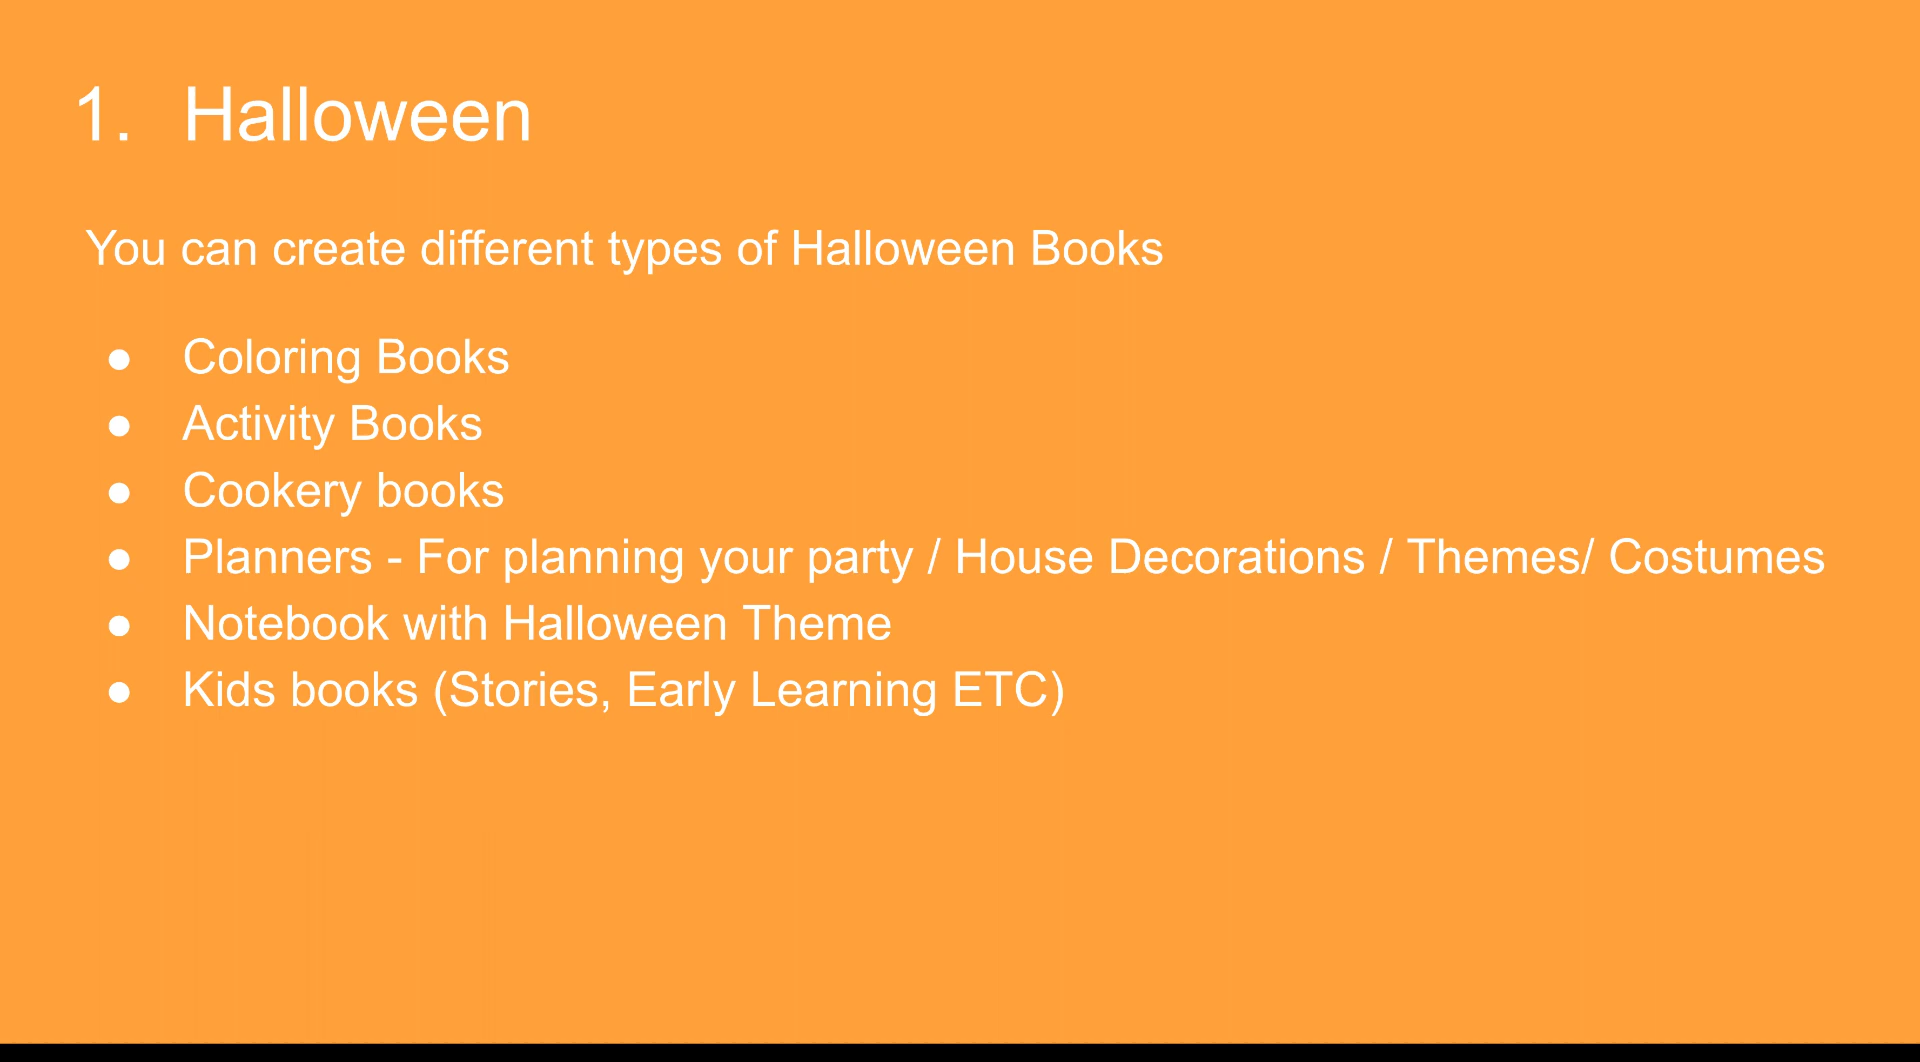 1. Halloween
You can create different types of Halloween Books
● Coloring Books
● Activity Books
● Cookery books
● Planners - For planning your party / House Decorations / Themes/ Costumes
● Notebook with Halloween Theme
● Kids books (Stories, Early Learning ETC)